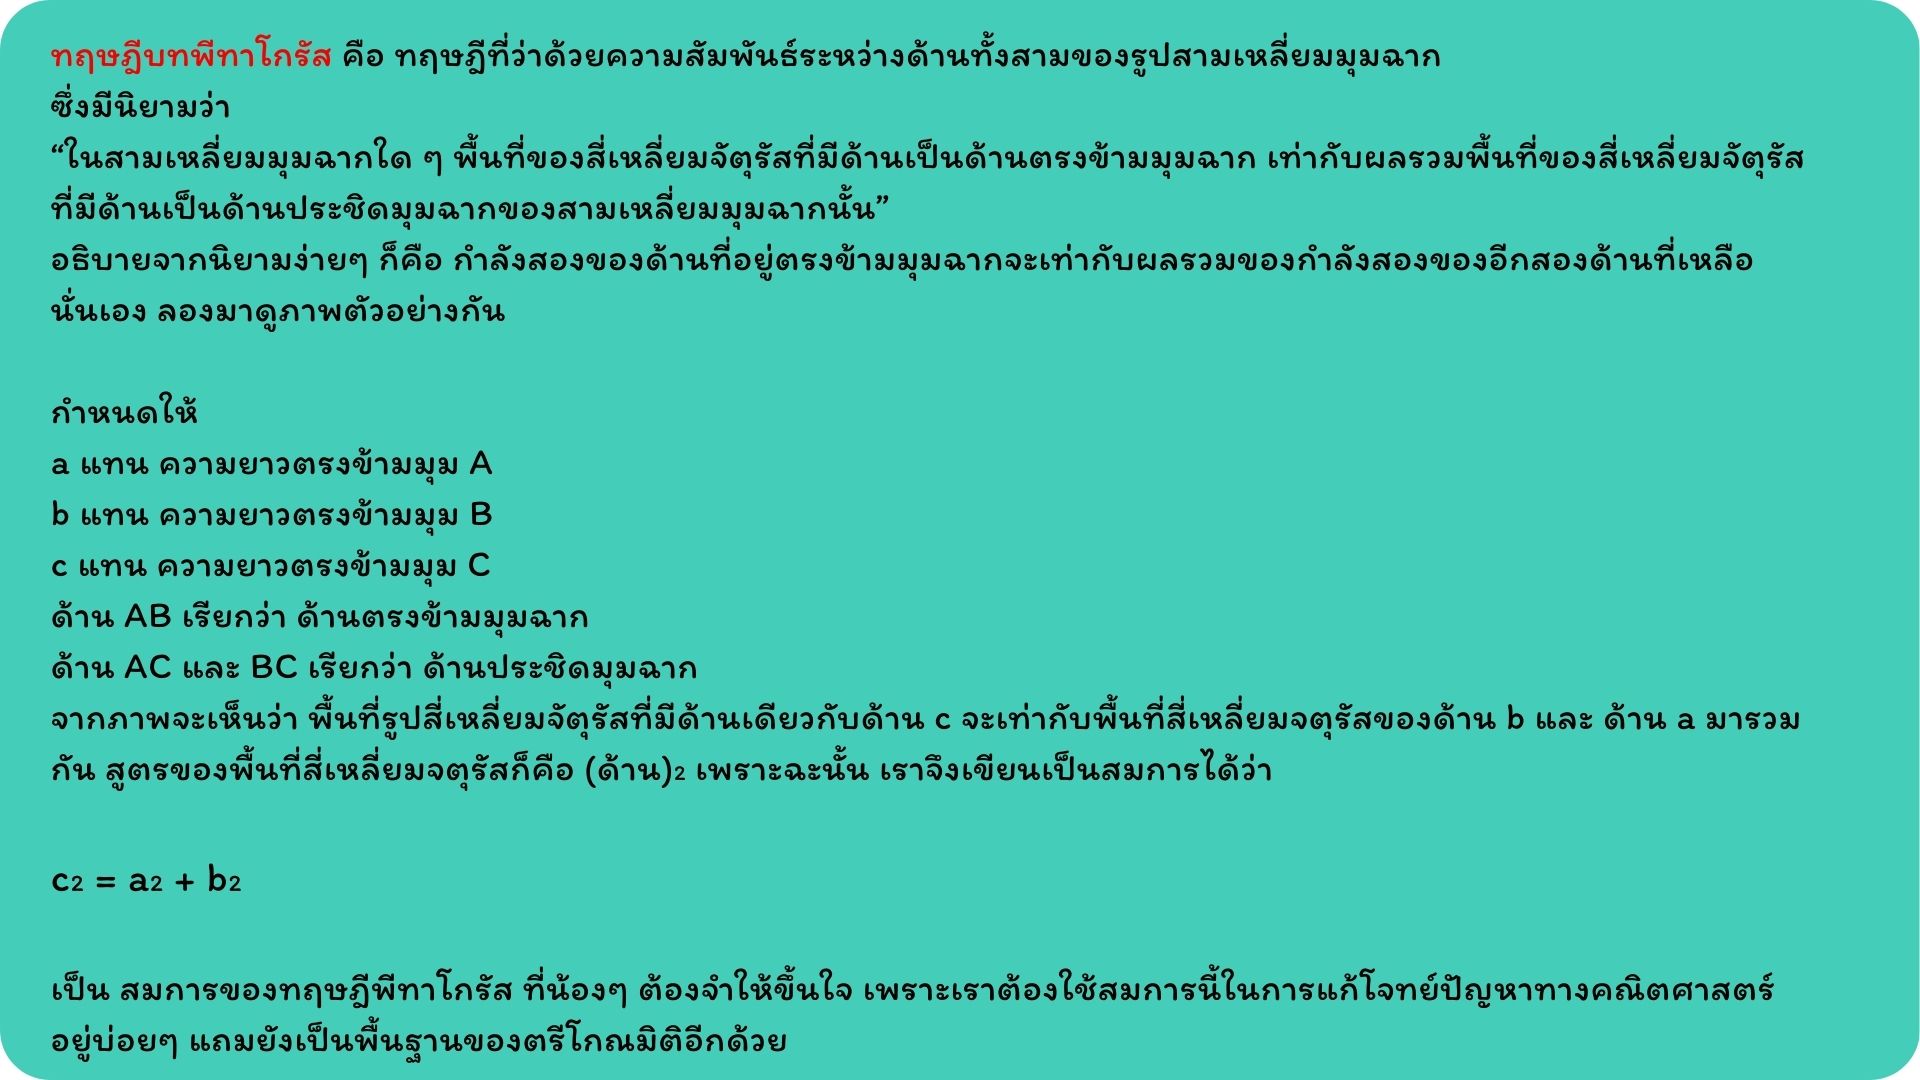 ทฤษฎีบทพีทาโกรัส คือ ทฤษฎีที่ว่าด้วยความสัมพันธ์ระหว่างด้านทั้งสามของรูปสามเหลี่ยมมุมฉาก
ซึ่งมีนิยามว่า
“ในสามเหลี่ยมมุมฉากใด ๆ พื้นที่ของสี่เหลี่ยมจัตุรัสที่มีด้านเป็นด้านตรงข้ามมุมฉาก เท่ากับผลรวมพื้นที่ของสี่เหลี่ยมจัตุรัส
ที่มีด้านเป็นด้านประชิดมุมฉากของสามเหลี่ยมมุมฉากนั้น”
อธิบายจากนิยามง่ายๆ ก็คือ กำลังสองของด้านที่อยู่ตรงข้ามมุมฉากจะเท่ากับผลรวมของกำลังสองของอีกสองด้านที่เหลือ
นั่นเอง ลองมาดูภาพตัวอย่างกัน
กำหนดให้
a แทน ความยาวตรงข้ามมุม A
b แทน ความยาวตรงข้ามมุม B
c แทน ความยาวตรงข้ามมุม C
ด้าน AB เรียกว่า ด้านตรงข้ามมุมฉาก
ด้าน AC และ BC เรียกว่า ด้านประชิดมุมฉาก
จากภาพจะเห็นว่า พื้นที่รูปสี่เหลี่ยมจัตุรัสที่มีด้านเดียวกับด้าน c จะเท่ากับพื้นที่สี่เหลี่ยมจตุรัสของด้าน b และ ด้าน a มารวม
กัน สูตรของพื้นที่สี่เหลี่ยมจตุรัสก็คือ (ด้าน)2 เพราะฉะนั้น เราจึงเขียนเป็นสมการได้ว่า
c2 = a2 + b2
เป็น สมการของทฤษฎีพีทาโกรัส ที่น้องๆ ต้องจำให้ขึ้นใจ เพราะเราต้องใช้สมการนี้ในการแก้โจทย์ปัญหาทางคณิตศาสตร์
อยู่บ่อยๆ แถมยังเป็นพื้นฐานของตรีโกณมิติอีกด้วย